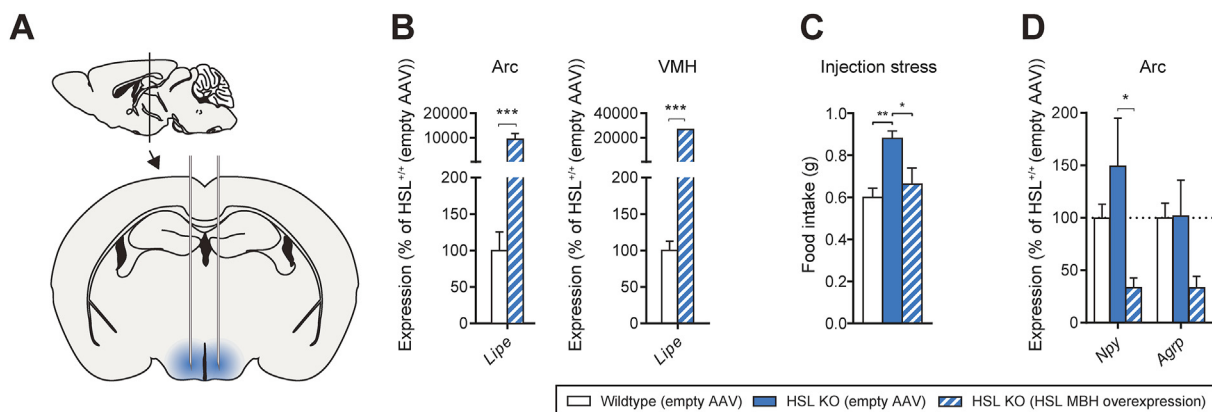 A
B
Arc
Expression (% of HSL+/+ (empty AAV))
20000
10000
0
200
150
100
50
0
***
Lipe
VMH
Expression (% of HSL+/+ (empty AAV))
40000
20000
0
200
150
100
50
0
***
Lipe
C
Injection stress
Food intake (g)
1.0
0.8
0.6
0.4
0.2
0.0
**
*
D
Arc
Expression (% of HSL+/+ (empty AAV))
200
150
100
50
0
*
Npy
Agrp
Wildtype (empty AAV) HSL KO (empty AAV) HSL KO (HSL MBH overexpression)